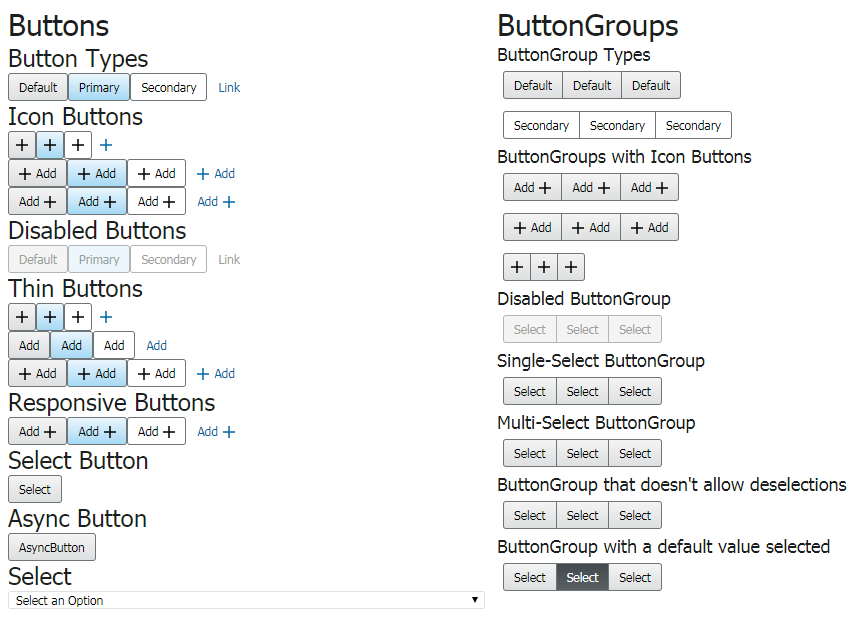 Buttons
Button Types
Default Primary Secondary Link
Icon Buttons
+ + + +
+ Add + Add + Add + Add
Add + Add + Add + Add +
Disabled Buttons
Default Primary Secondary Link
Thin Buttons
+ + + +
Add Add Add Add
+ Add + Add + Add + Add
Responsive Buttons
Add + Add + Add + Add +
Select Button
Select
Async Button
AsyncButton
Select
Select an Option
ButtonGroups
ButtonGroup Types
Default Default Default
Secondary Secondary Secondary
ButtonGroups with Icon Buttons
Add + Add + Add +
+ Add + Add + Add
+ + +
Disabled ButtonGroup
Select Select Select
Single-Select ButtonGroup
Select Select Select
Multi-Select ButtonGroup
Select Select Select
ButtonGroup that doesn't allow deselections
Select Select Select
ButtonGroup with a default value selected
Select Select Select